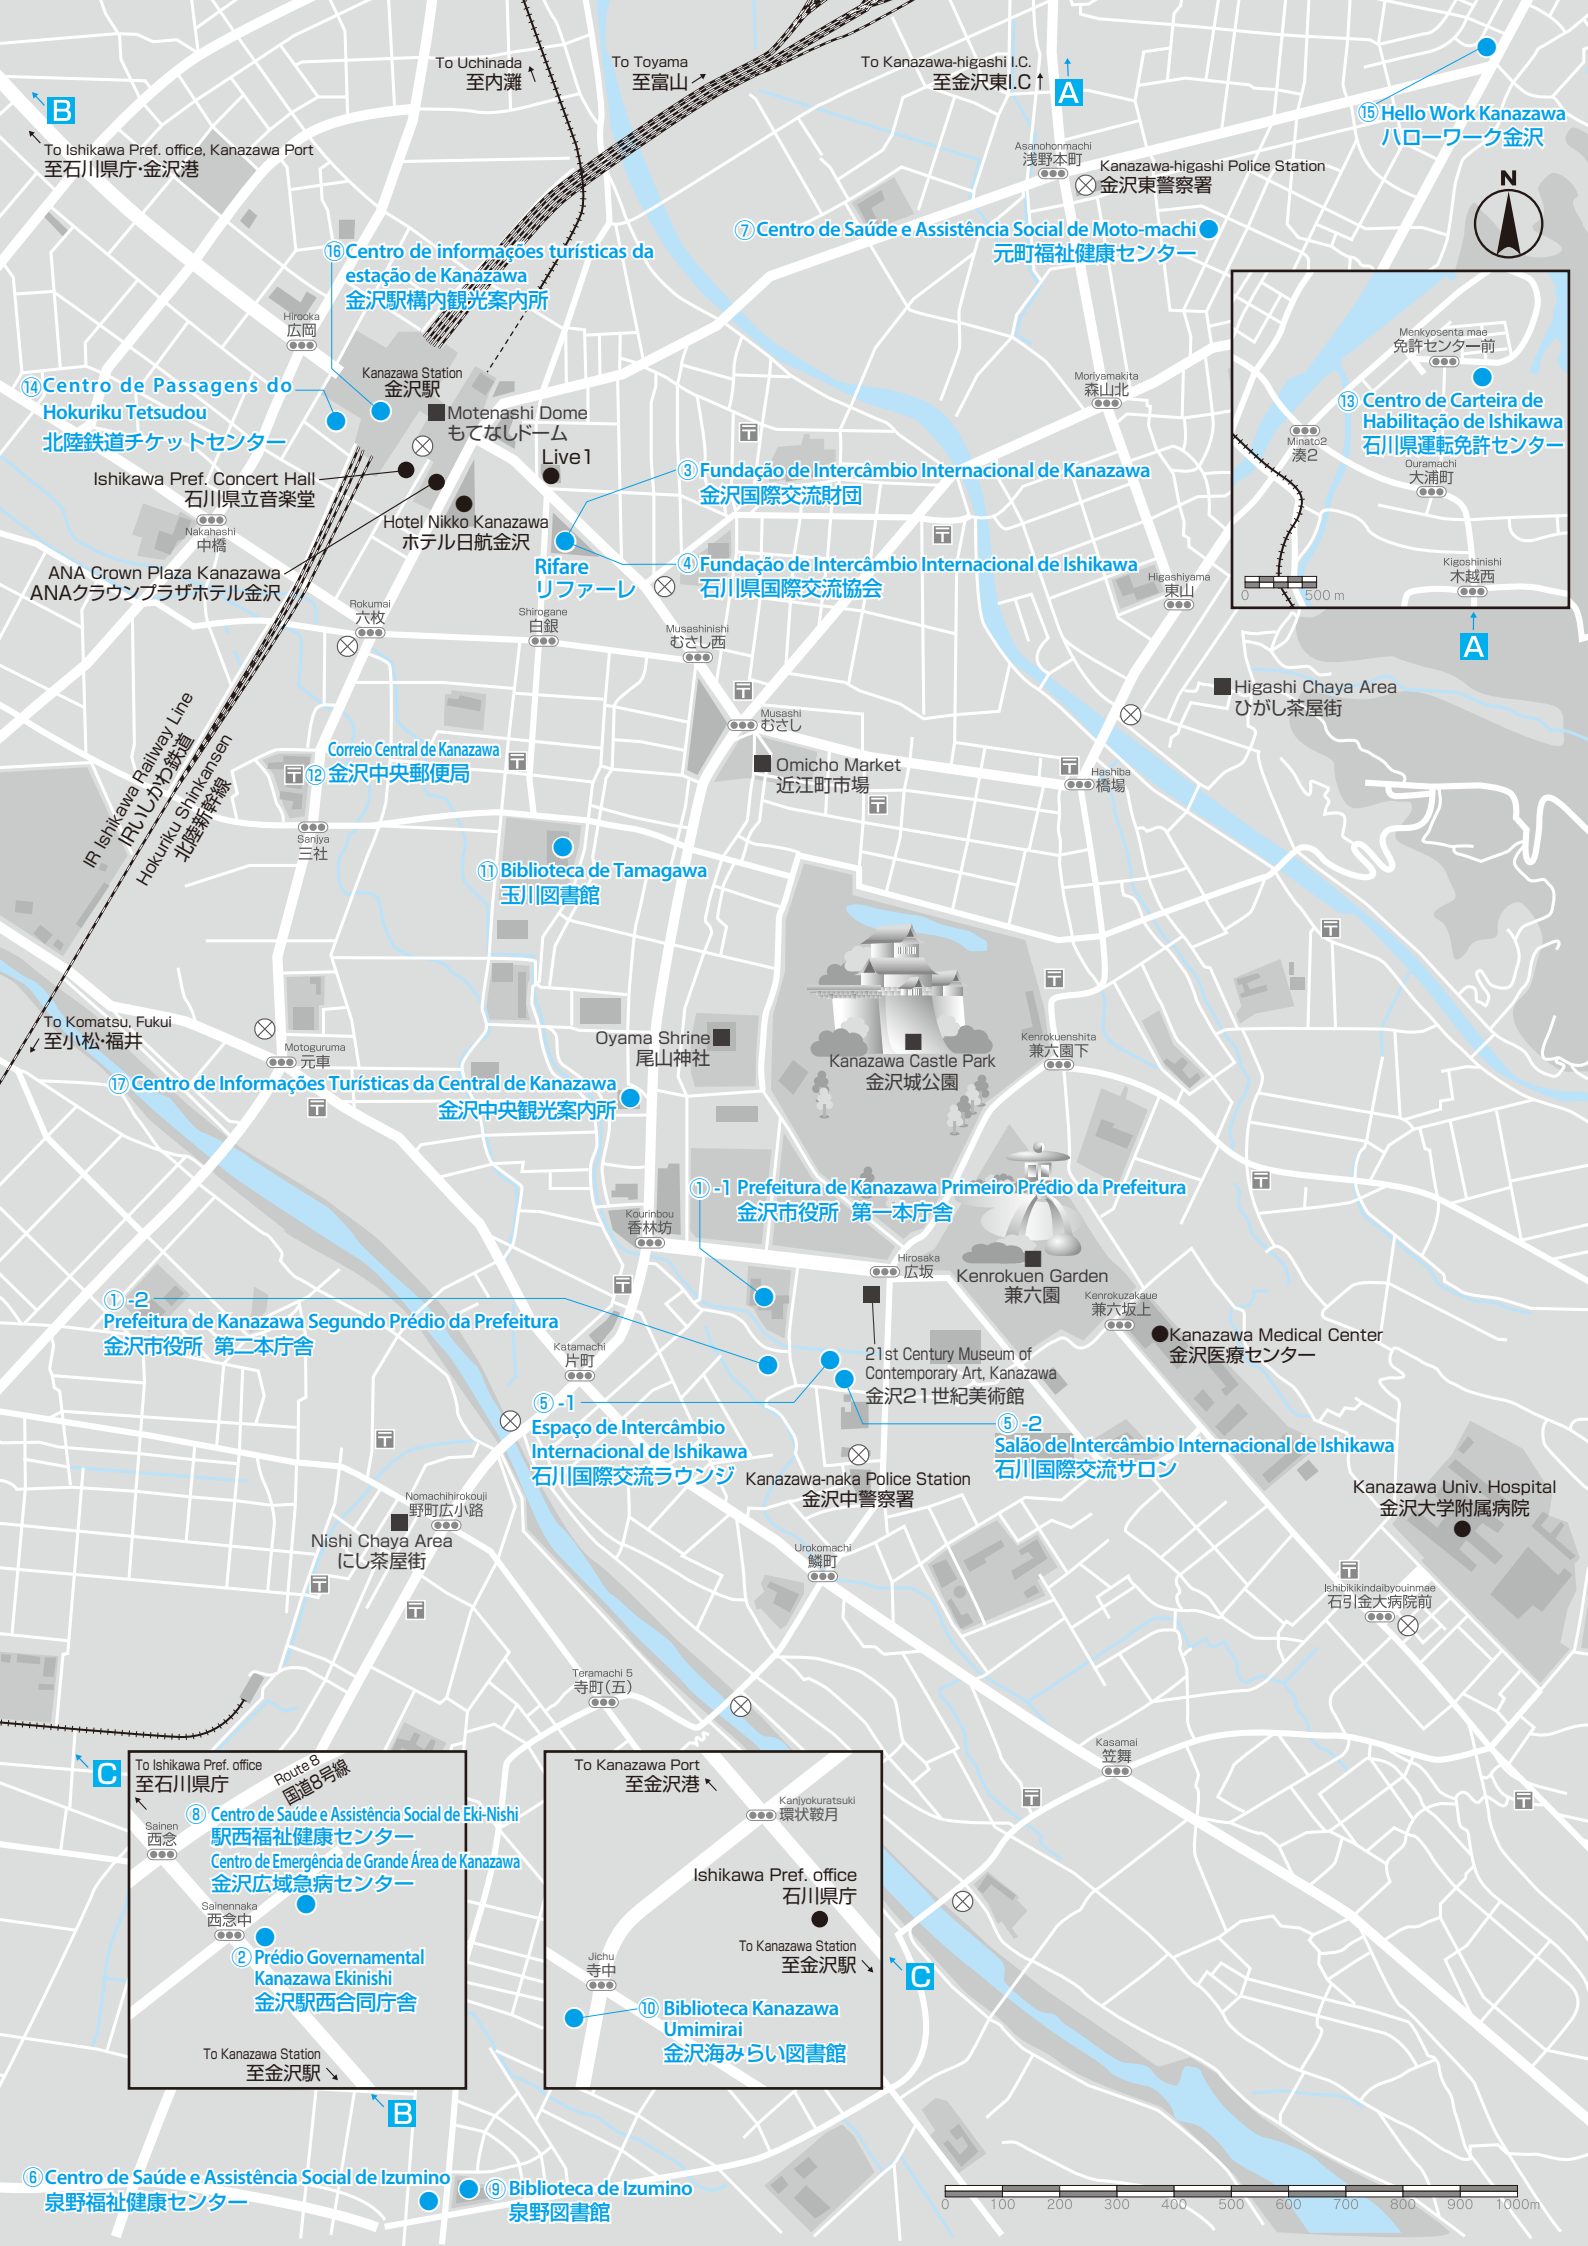 To Uchinada
至内灘
To Toyama
至富山
To Kanazawa-higashi I.C.
至金沢東I.C
A
B
To Ishikawa Pref. office, Kanazawa Port
至石川県庁・金沢港
⑮ Hello Work Kanazawa
ハローワーク金沢
Asanohonmachi
浅野本町
Kanazawa-higashi Police Station
金沢東警察署
N
⑦ Centro de Saúde e Assistência Social de Moto-machi
元町福祉健康センター
⑯ Centro de informações turísticas da
estação de Kanazawa
金沢駅構内観光案内所
Hirooka
広岡
Kanazawa Station
金沢駅
⑭ Centro de Passagens do
Hokuriku Tetsudou
北陸鉄道チケットセンター
Motenashi Dome
もてなしドーム
Live1
Moriyamakita
森山北
Menkyosenta mae
免許センター前
⑬ Centro de Carteira de
Habilitação de Ishikawa
石川県運転免許センター
Minato2
湊2
Ouramachi
大浦町
Kigoshinishi
木越西
0 500 m
A
Ishikawa Pref. Concert Hall
石川県立音楽堂
③ Fundação de Intercâmbio Internacional de Kanazawa
金沢国際交流財団
Nakahashi
中橋
Hotel Nikko Kanazawa
ホテル日航金沢
ANA Crown Plaza Kanazawa
ANAクラウンプラザホテル金沢
Rifare
リファーレ
④ Fundação de Intercâmbio Internacional de Ishikawa
石川県国際交流協会
Higashiyama
東山
Rokumai
六枚
Shirogane
白銀
Musashinishi
むさし西
Higashi Chaya Area
ひがし茶屋街
Musashi
むさし
IR Ishikawa Railway Line
IRいしかわ鉄道
Hokuriku Shinkansen
北陸新幹線
Correio Central de Kanazawa
⑫ 金沢中央郵便局
Omicho Market
近江町市場
Hashiba
橋場
Sanjya
三社
⑪ Biblioteca de Tamagawa
玉川図書館
To Komatsu, Fukui
至小松・福井
Motoguruma
元車
Oyama Shrine
尾山神社
Kanazawa Castle Park
金沢城公園
Kenrokuenshita
兼六園下
⑰ Centro de Informações Turísticas da Central de Kanazawa
金沢中央観光案内所
① -1 Prefeitura de Kanazawa Primeiro Prédio da Prefeitura
金沢市役所 第一本庁舎
Kourinbou
香林坊
Hirosaka
広坂
Kenrokuen Garden
兼六園
Kenrokuzakaue
兼六坂上
① -2
Prefeitura de Kanazawa Segundo Prédio da Prefeitura
金沢市役所 第二本庁舎
Kanazawa Medical Center
金沢医療センター
Katamachi
片町
21st Century Museum of
Contemporary Art, Kanazawa
金沢21世紀美術館
⑤ -1
Espaço de Intercâmbio
Internacional de Ishikawa
石川国際交流ラウンジ
⑤ -2
Salão de Intercâmbio Internacional de Ishikawa
石川国際交流サロン
Kanazawa-naka Police Station
金沢中警察署
Kanazawa Univ. Hospital
金沢大学附属病院
Nomachihirokouji
野町広小路
Nishi Chaya Area
にし茶屋街
Urokomachi
鱗町
Ishibikikindaibyouinmae
石引金大病院前
Teramachi 5
寺町(五)
Kasamai
笠舞
C
To Ishikawa Pref. office
至石川県庁
Route 8
国道8号線
Sainen
西念
⑧ Centro de Saúde e Assistência Social de Eki-Nishi
駅西福祉健康センター
Centro de Emergência de Grande Área de Kanazawa
金沢広域急病センター
Sainennaka
西念中
② Prédio Governamental
Kanazawa Ekinishi
金沢駅西合同庁舎
To Kanazawa Station
至金沢駅
B
To Kanazawa Port
至金沢港
Kanjyokuratsuki
環状鞍月
Ishikawa Pref. office
石川県庁
To Kanazawa Station
至金沢駅
C
Jichu
寺中
⑩ Biblioteca Kanazawa
Umimirai
金沢海みらい図書館
⑥ Centro de Saúde e Assistência Social de Izumino
泉野福祉健康センター
⑨ Biblioteca de Izumino
泉野図書館
0 100 200 300 400 500 600 700 800 900 1000m